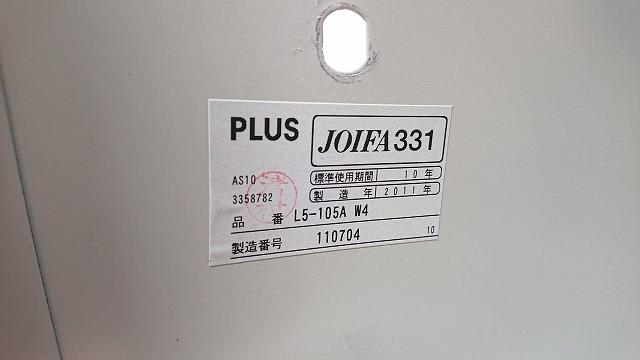 PLUS
JOIFA331
AS10
標準使用期間 10年
3358782
製造年 2011年
品番 L5-105A W4
製造番号 110704
10